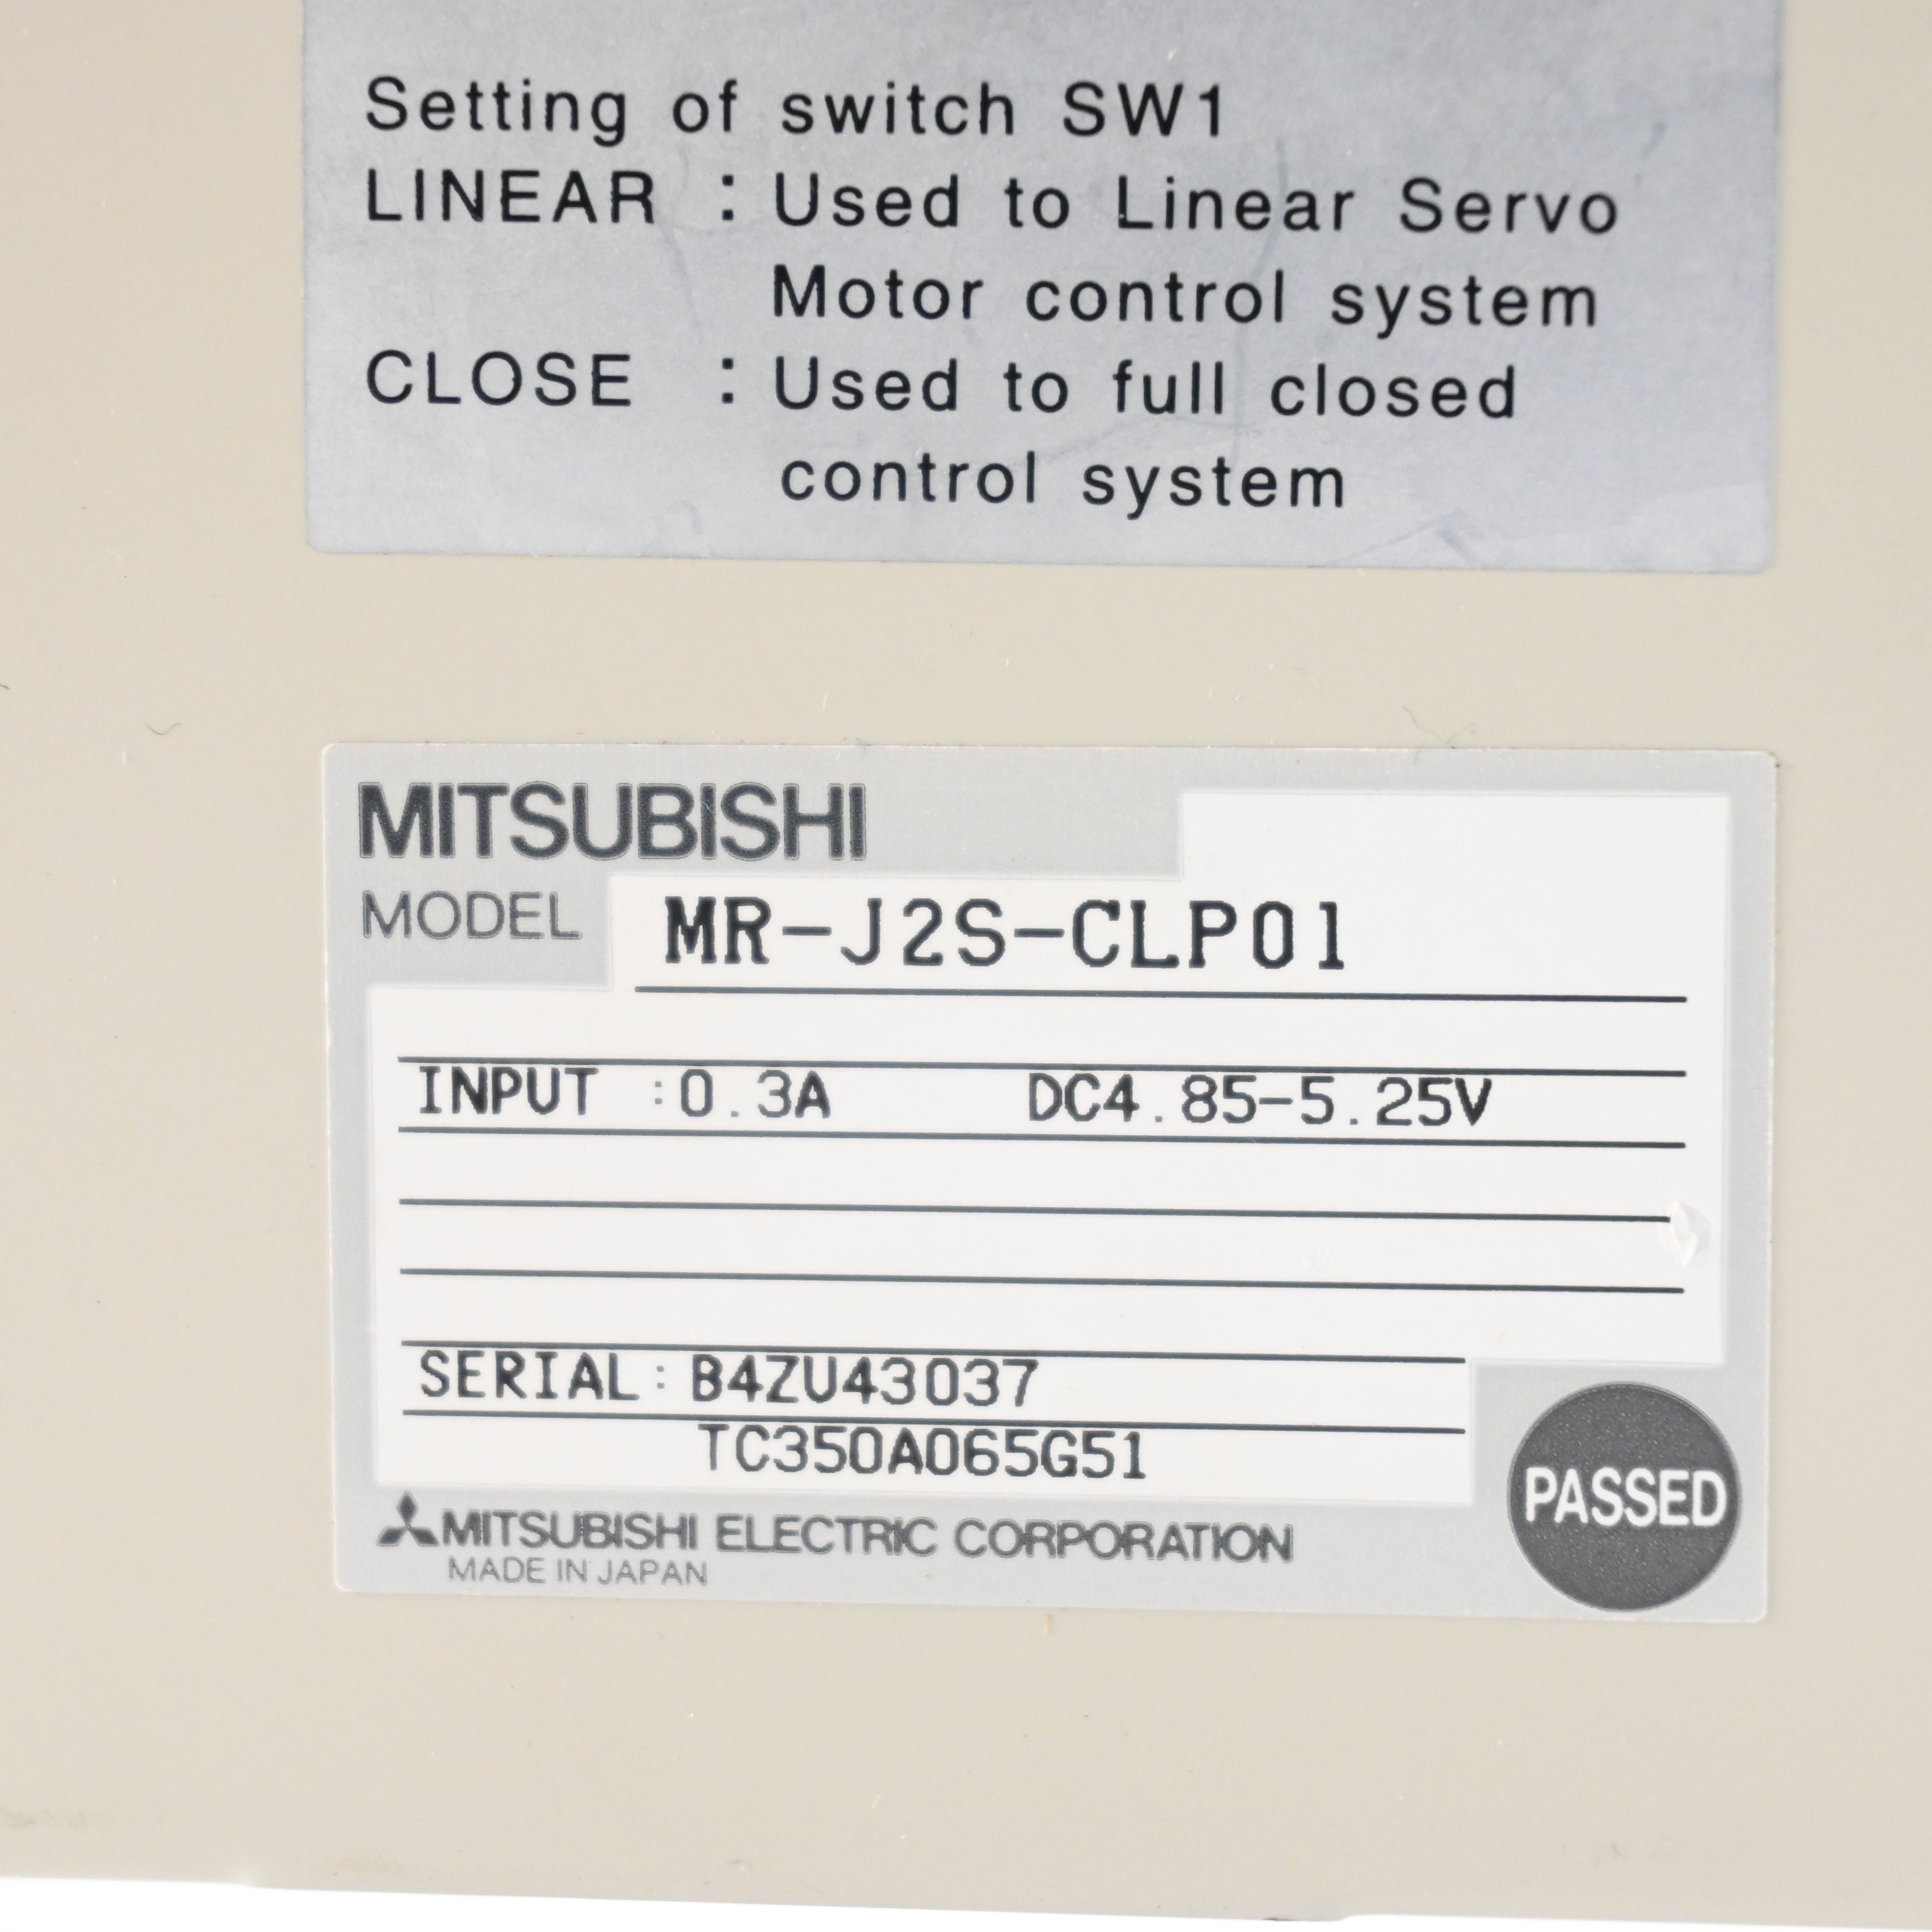 Setting of switch SW1
LINEAR : Used to Linear Servo
Motor control system
CLOSE : Used to full closed
control system
MITSUBISHI
MODEL MR-J2S-CLP01
INPUT :0.3A DC4.85-5.25V
SERIAL: B4ZU43037
TC350A065G51
PASSED
MITSUBISHI ELECTRIC CORPORATION
MADE IN JAPAN